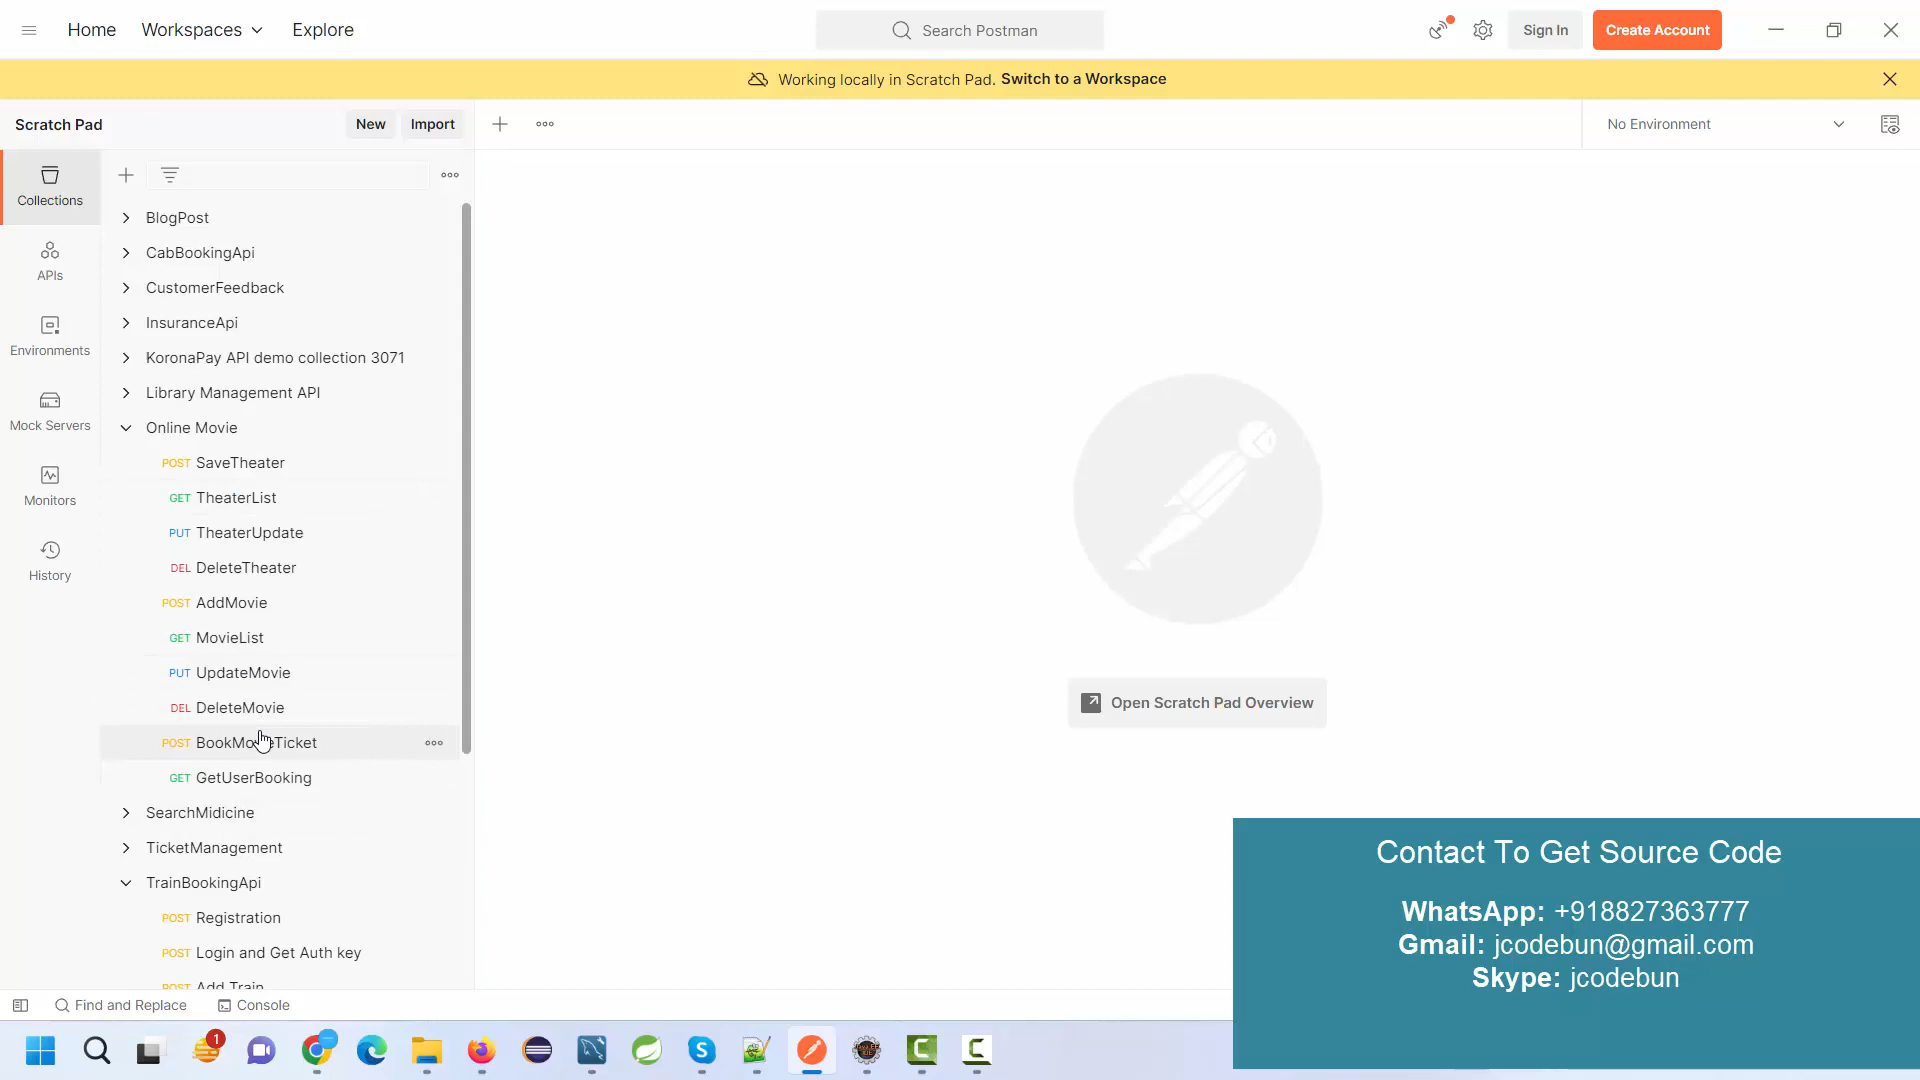 Home Workspaces Explore
Search Postman
Sign In Create Account
Working locally in Scratch Pad. Switch to a Workspace
Scratch Pad New Import
No Environment
Collections
APIs
Environments
Mock Servers
Monitors
History
BlogPost
CabBookingApi
CustomerFeedback
InsuranceApi
KoronaPay API demo collection 3071
Library Management API
Online Movie
POST SaveTheater
GET TheaterList
PUT TheaterUpdate
DEL DeleteTheater
POST AddMovie
GET MovieList
PUT UpdateMovie
DEL DeleteMovie
POST BookMovieTicket
GET GetUserBooking
SearchMidicine
TicketManagement
TrainBookingApi
POST Registration
POST Login and Get Auth key
POST Add Train
Open Scratch Pad Overview
Contact To Get Source Code
WhatsApp: +918827363777
Gmail: jcodebun@gmail.com
Skype: jcodebun
Find and Replace Console
1